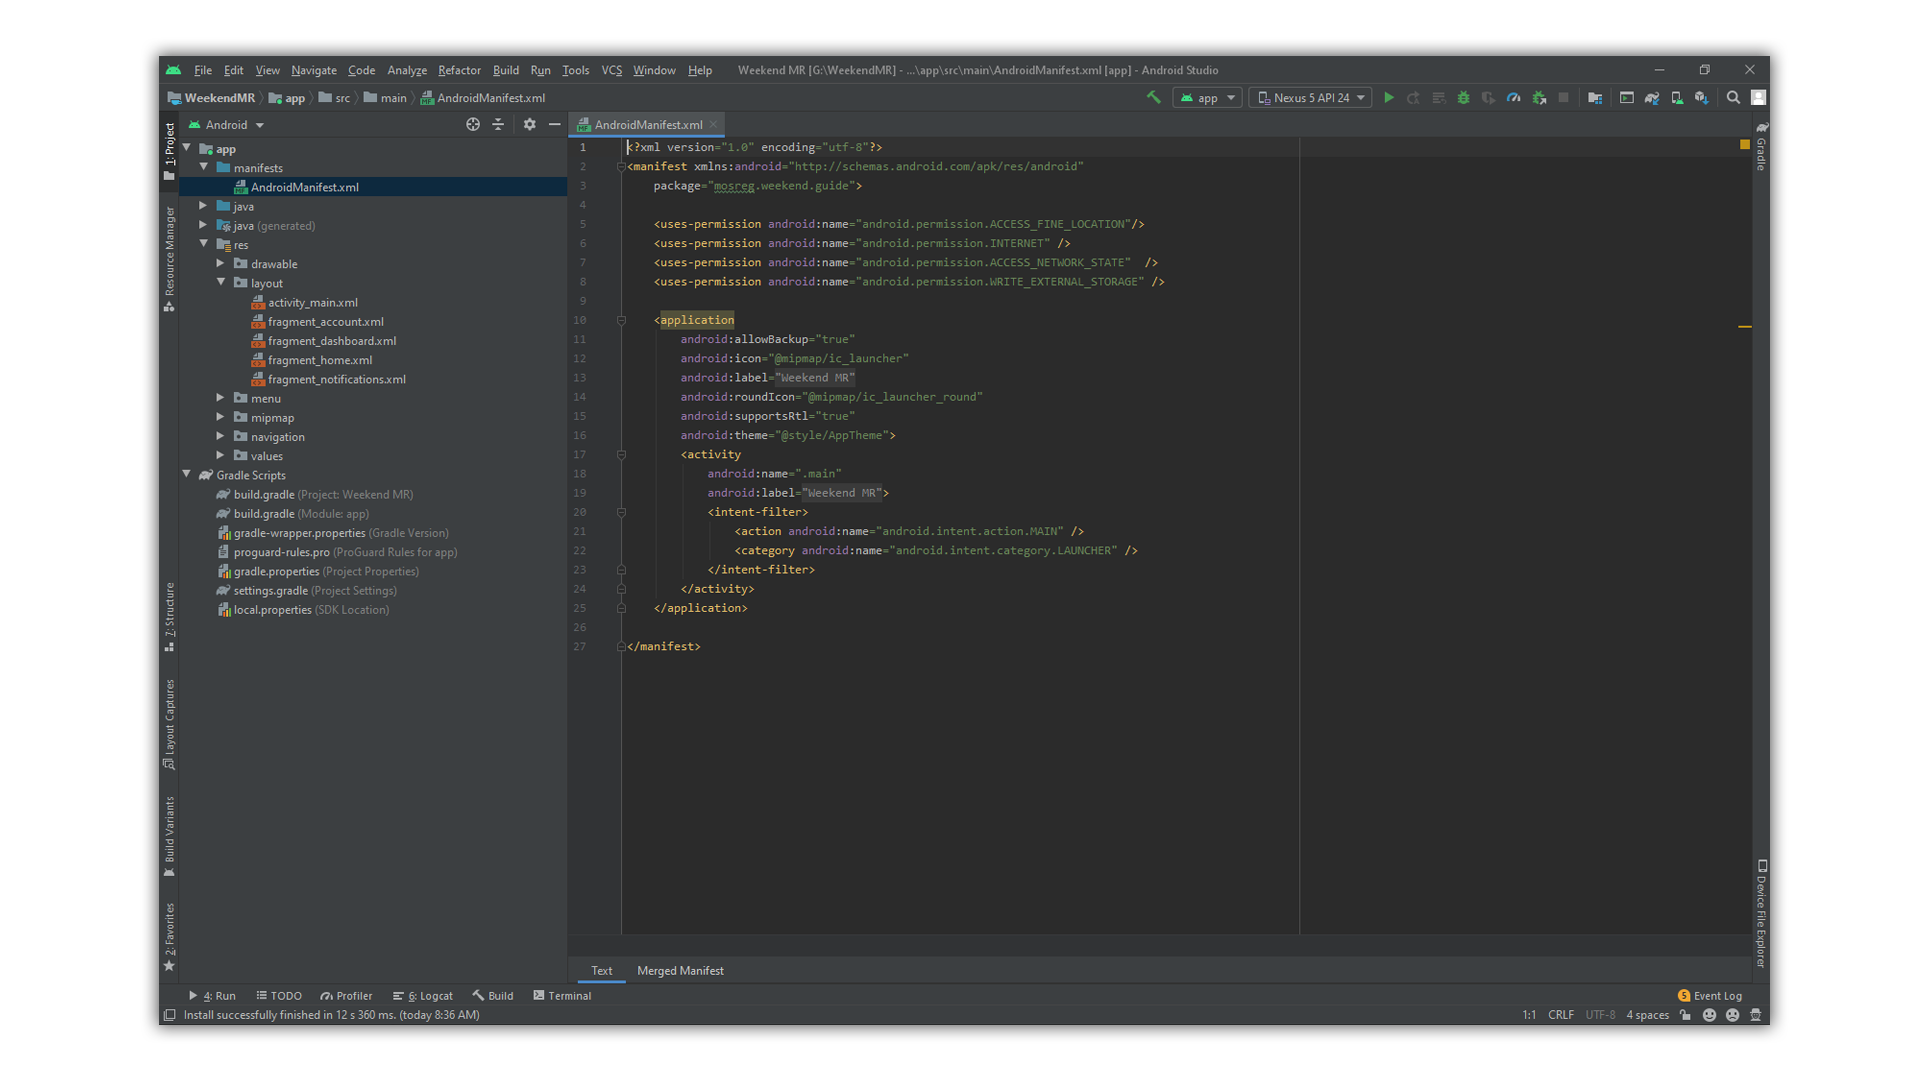 File Edit View Navigate Code Analyze Refactor Build Run Tools VCS Window Help Weekend MR [G:\WeekendMR] - ...\app\src\main\AndroidManifest.xml [app] - Android Studio
WeekendMR app src main AndroidManifest.xml app Nexus 5 API 24
1: Project
Resource Manager
7: Structure
Layout Captures
Build Variants
2: Favorites
Android
app
manifests
AndroidManifest.xml
java
java (generated)
res
drawable
layout
activity_main.xml
fragment_account.xml
fragment_dashboard.xml
fragment_home.xml
fragment_notifications.xml
menu
mipmap
navigation
values
Gradle Scripts
build.gradle (Project: Weekend MR)
build.gradle (Module: app)
gradle-wrapper.properties (Gradle Version)
proguard-rules.pro (ProGuard Rules for app)
gradle.properties (Project Properties)
settings.gradle (Project Settings)
local.properties (SDK Location)
AndroidManifest.xml
1 <?xml version="1.0" encoding="utf-8"?>
2 <manifest xmlns:android="http://schemas.android.com/apk/res/android"
3 package="mosreg.weekend.guide">
4
5 <uses-permission android:name="android.permission.ACCESS_FINE_LOCATION"/>
6 <uses-permission android:name="android.permission.INTERNET" />
7 <uses-permission android:name="android.permission.ACCESS_NETWORK_STATE"  />
8 <uses-permission android:name="android.permission.WRITE_EXTERNAL_STORAGE" />
9
10 <application
11 android:allowBackup="true"
12 android:icon="@mipmap/ic_launcher"
13 android:label="Weekend MR"
14 android:roundIcon="@mipmap/ic_launcher_round"
15 android:supportsRtl="true"
16 android:theme="@style/AppTheme">
17 <activity
18 android:name=".main"
19 android:label="Weekend MR">
20 <intent-filter>
21 <action android:name="android.intent.action.MAIN" />
22 <category android:name="android.intent.category.LAUNCHER" />
23 </intent-filter>
24 </activity>
25 </application>
26
27 </manifest>
Text Merged Manifest
Gradle
Device File Explorer
4: Run TODO Profiler 6: Logcat Build Terminal 5 Event Log
Install successfully finished in 12 s 360 ms. (today 8:36 AM) 1:1 CRLF UTF-8 4 spaces